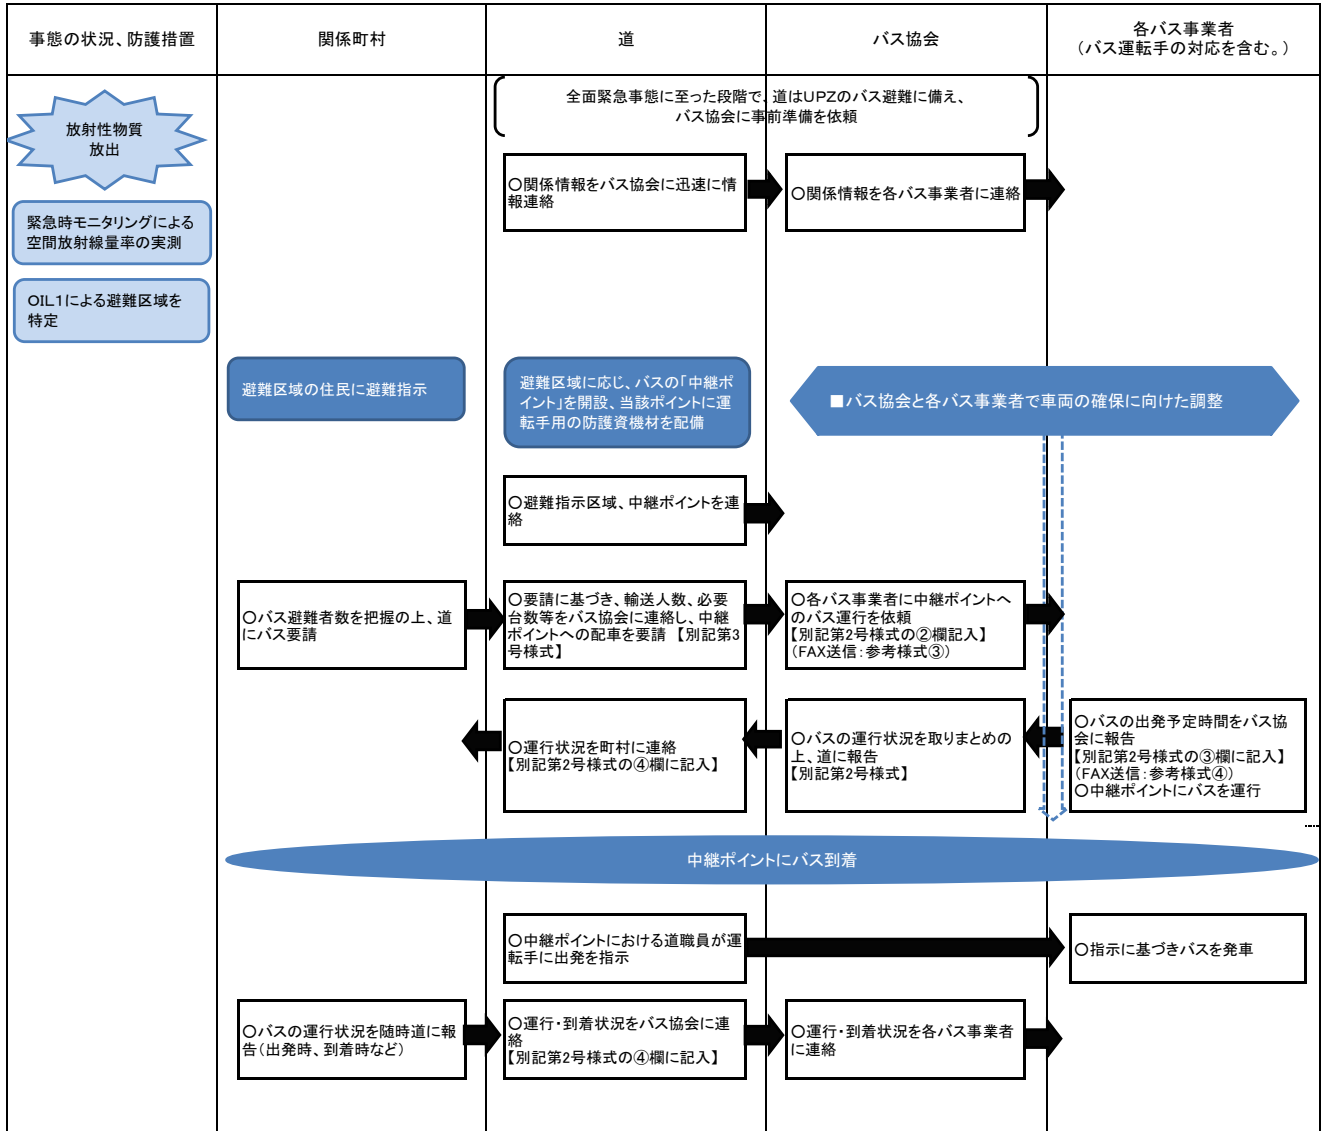 事態の状況、防護措置
関係町村
道
バス協会
各バス事業者
（バス運転手の対応を含む。）
全面緊急事態に至った段階で、道はUPZのバス避難に備え、
バス協会に事前準備を依頼
放射性物質
放出
○関係情報をバス協会に迅速に情
報連絡
○関係情報を各バス事業者に連絡
緊急時モニタリングによる
空間放射線量率の実測
OIL1による避難区域を
特定
避難区域の住民に避難指示
避難区域に応じ、バスの「中継ポ
イント」を開設、当該ポイントに運
転手用の防護資機材を配備
■バス協会と各バス事業者で車両の確保に向けた調整
○避難指示区域、中継ポイントを連
絡
○バス避難者数を把握の上、道
にバス要請
○要請に基づき、輸送人数、必要
台数等をバス協会に連絡し、中継
ポイントへの配車を要請 【別記第3
号様式】
○各バス事業者に中継ポイントへ
のバス運行を依頼
【別記第2号様式の②欄記入】
（FAX送信：参考様式③）
○運行状況を町村に連絡
【別記第2号様式の④欄に記入】
○バスの運行状況を取りまとめの
上、道に報告
【別記第2号様式】
○バスの出発予定時間をバス協
会に報告
【別記第2号様式の③欄に記入】
（FAX送信：参考様式④）
○中継ポイントにバスを運行
中継ポイントにバス到着
○中継ポイントにおける道職員が運
転手に出発を指示
○指示に基づきバスを発車
○バスの運行状況を随時道に報
告（出発時、到着時など）
○運行・到着状況をバス協会に連
絡
【別記第2号様式の④欄に記入】
○運行・到着状況を各バス事業者
に連絡